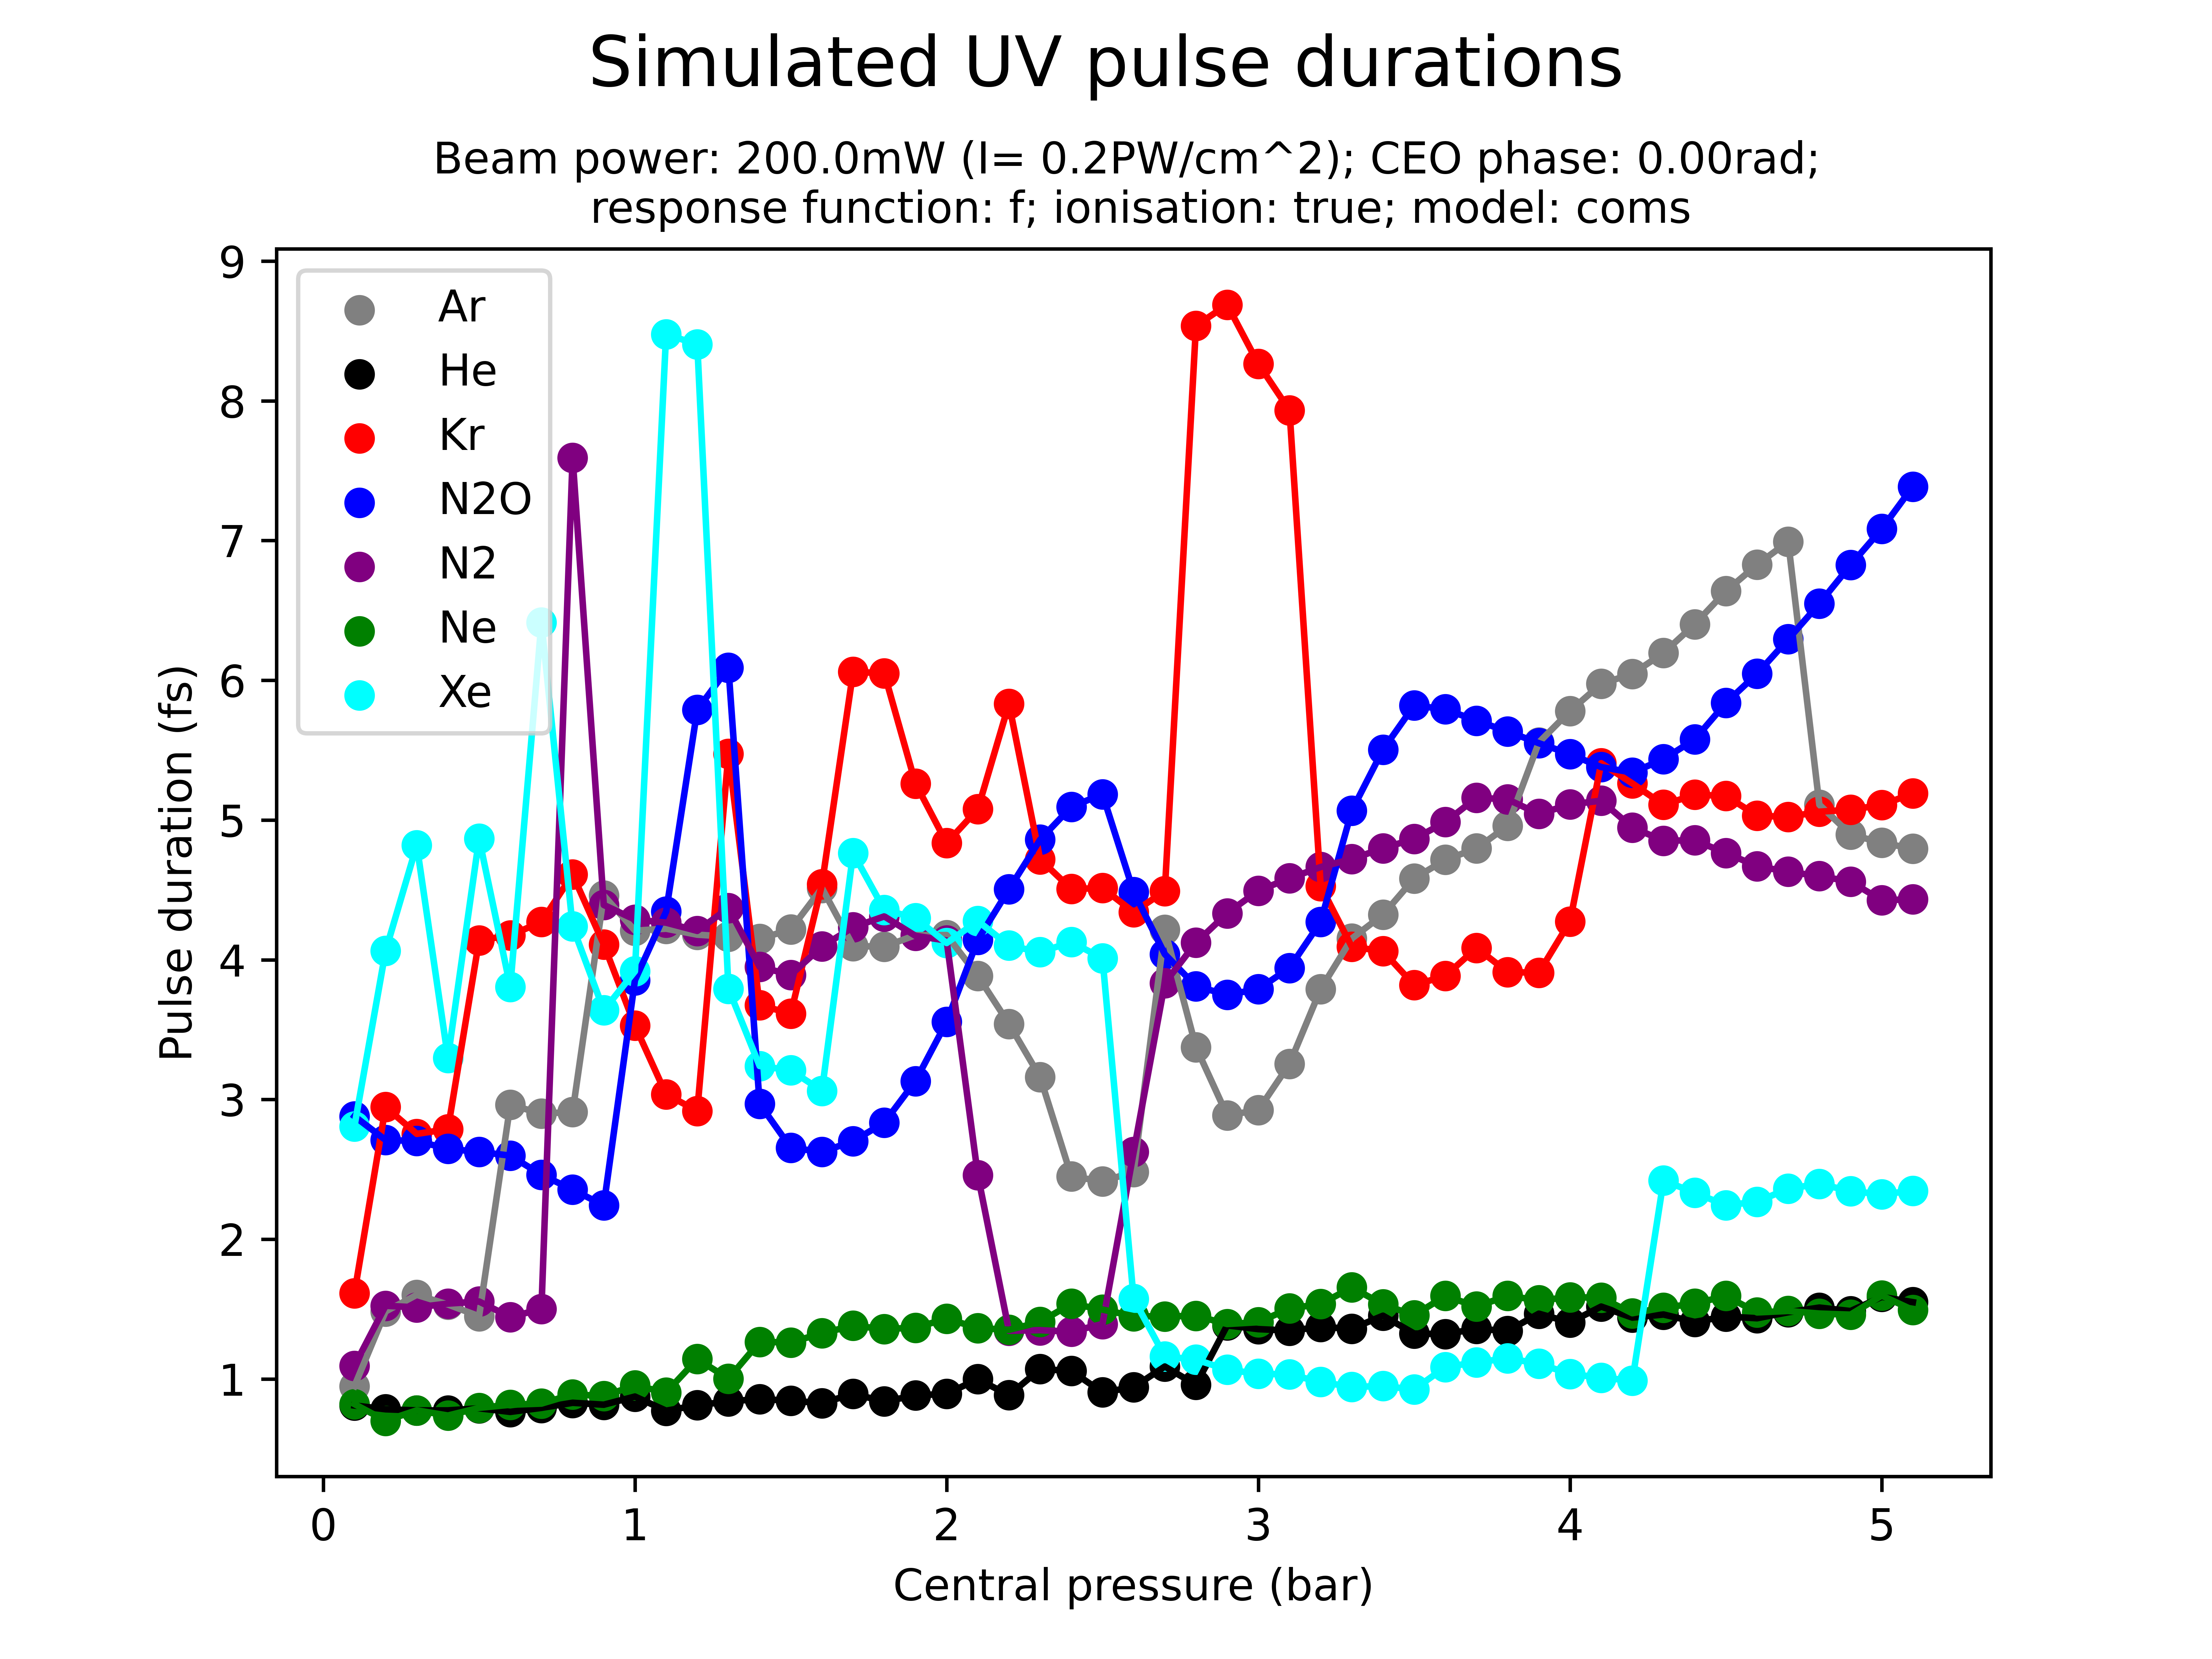 Simulated UV pulse durations
Beam power: 200.0mW (I= 0.2PW/cm^2); CEO phase: 0.00rad;
response function: f; ionisation: true; model: coms
9
8
7
6
5
4
3
2
1
Pulse duration (fs)
Ar
He
Kr
N2O
N2
Ne
Xe
0 1 2 3 4 5
Central pressure (bar)